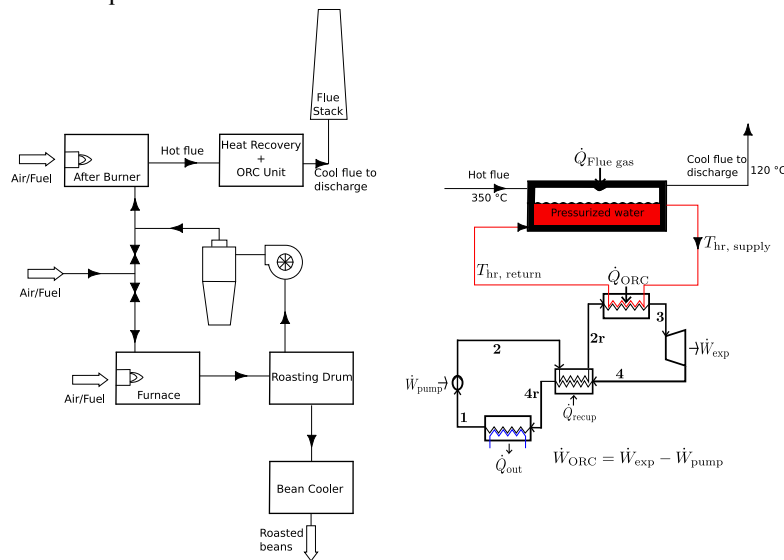 Flue
Stack
Air/Fuel
After Burner
Hot flue
Heat Recovery
+
ORC Unit
Cool flue to
discharge
Air/Fuel
Air/Fuel
Furnace
Roasting Drum
Bean Cooler
Roasted
beans
Q̇Flue gas
Hot flue
350 °C
Cool flue to
discharge
120 °C
Pressurized water
Thr, supply
Thr, return
Q̇ORC
2r
3
Ẇexp
2
4
Ẇpump
4r
Q̇recup
1
Q̇out
ẆORC = Ẇexp − Ẇpump